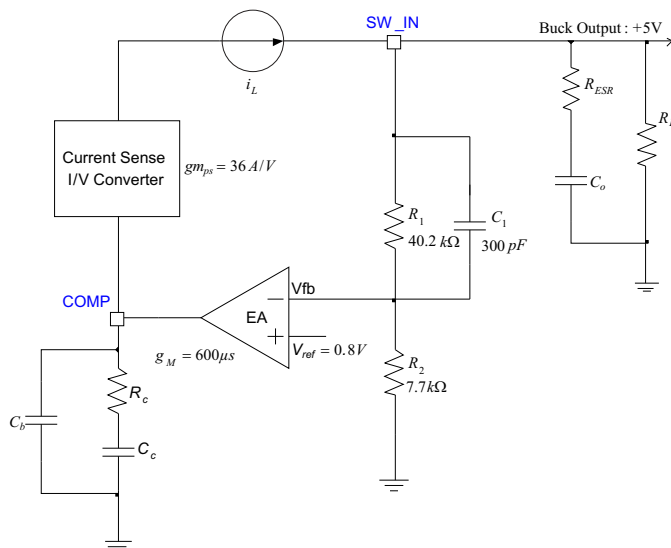 SW_IN
Buck Output : +5V
i_L
R_ESR
Current Sense
I/V Converter
gm_ps = 36 A/V
R_1
40.2 kΩ
C_1
300 pF
C_o
COMP
Vfb
EA
V_ref = 0.8V
g_M = 600µs
R_2
7.7kΩ
R_c
C_b
C_c